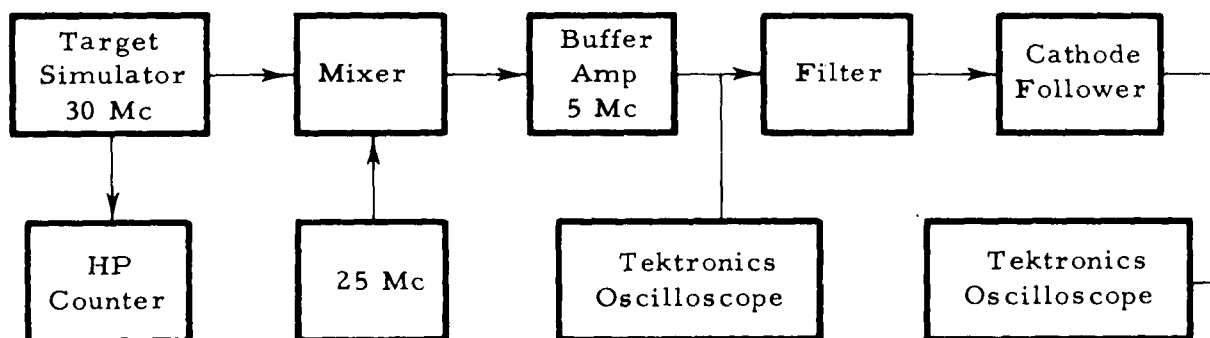 Target
Simulator
30 Mc
Mixer
Buffer
Amp
5 Mc
Filter
Cathode
Follower
HP
Counter
25 Mc
Tektronics
Oscilloscope
Tektronics
Oscilloscope